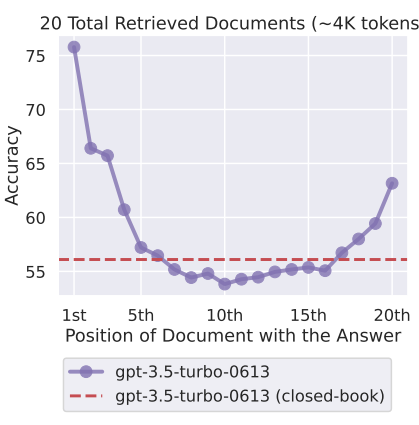 20 Total Retrieved Documents (~4K tokens
75
70
65
60
55
Accuracy
1st 5th 10th 15th 20th
Position of Document with the Answer
gpt-3.5-turbo-0613
gpt-3.5-turbo-0613 (closed-book)